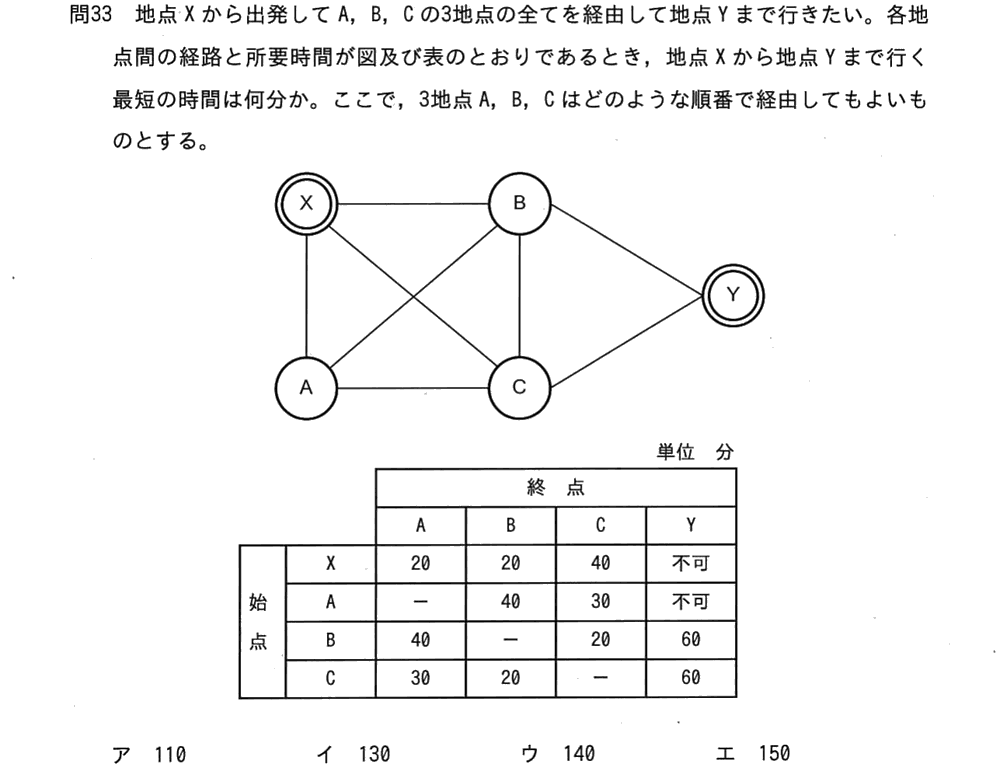 問33　地点Xから出発してA，B，Cの3地点の全てを経由して地点Yまで行きたい。各地
点間の経路と所要時間が図及び表のとおりであるとき，地点Xから地点Yまで行く
最短の時間は何分か。ここで，3地点A，B，Cはどのような順番で経由してもよいも
のとする。
X
B
Y
A
C
単位　分
終　点
A　B　C　Y
始点
X　20　20　40　不可
A　－　40　30　不可
B　40　－　20　60
C　30　20　－　60
ア　110　イ　130　ウ　140　エ　150